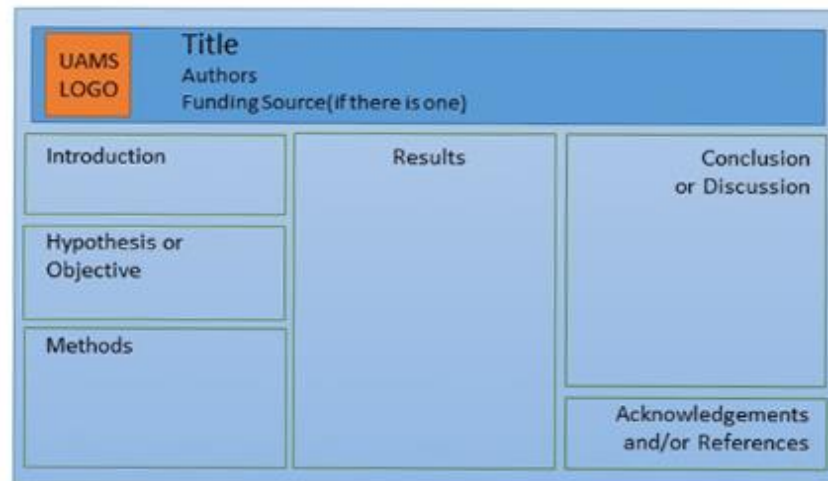 UAMS
LOGO
Title
Authors
Funding Source(if there is one)
Introduction
Hypothesis or
Objective
Methods
Results
Conclusion
or Discussion
Acknowledgements
and/or References